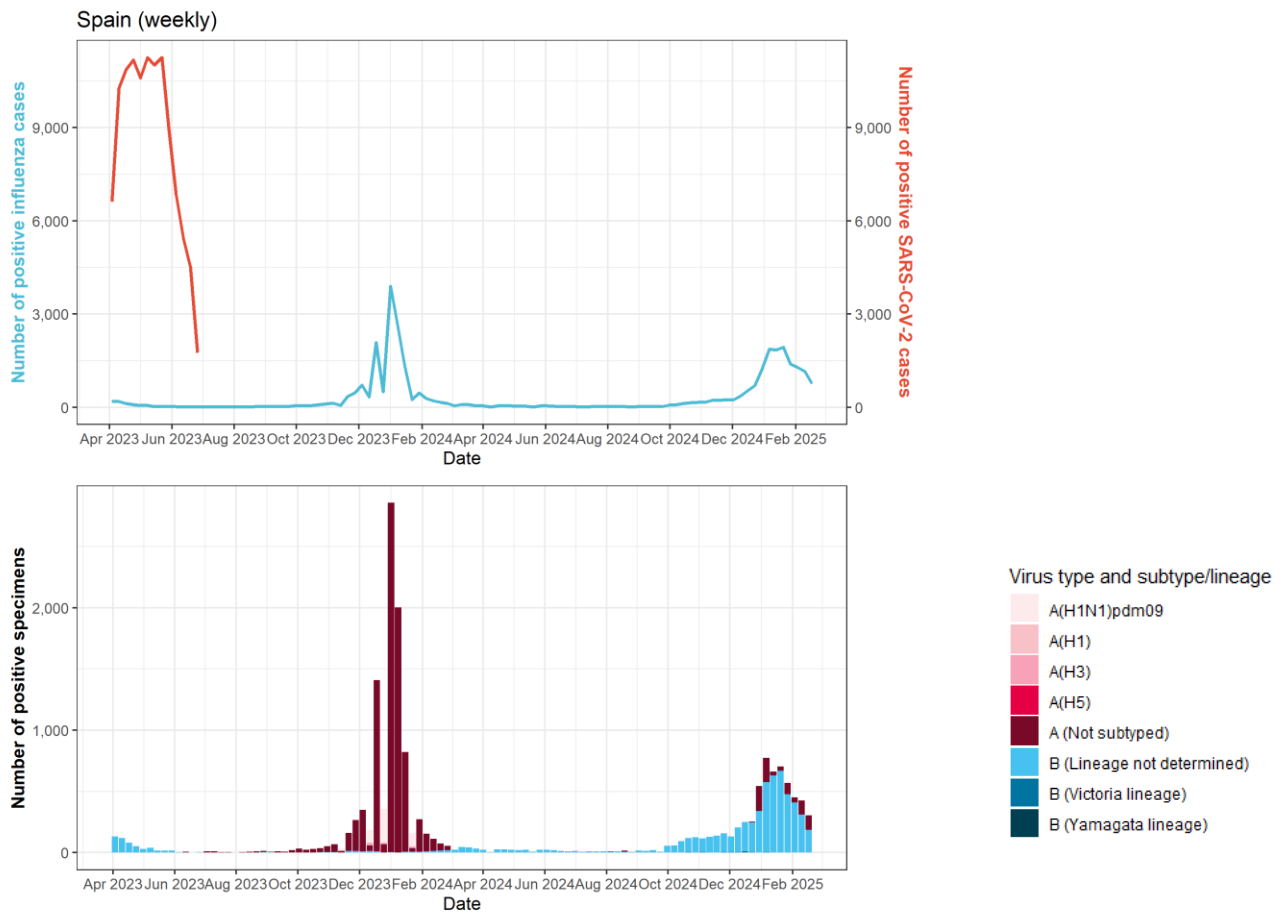 Spain (weekly)
Number of positive influenza cases
Number of positive SARS-CoV-2 cases
9,000
6,000
3,000
0
9,000
6,000
3,000
0
Apr 2023 Jun 2023 Aug 2023 Oct 2023 Dec 2023 Feb 2024 Apr 2024 Jun 2024 Aug 2024 Oct 2024 Dec 2024 Feb 2025
Date
Number of positive specimens
2,000
1,000
0
Apr 2023 Jun 2023 Aug 2023 Oct 2023 Dec 2023 Feb 2024 Apr 2024 Jun 2024 Aug 2024 Oct 2024 Dec 2024 Feb 2025
Date
Virus type and subtype/lineage
A(H1N1)pdm09
A(H1)
A(H3)
A(H5)
A (Not subtyped)
B (Lineage not determined)
B (Victoria lineage)
B (Yamagata lineage)